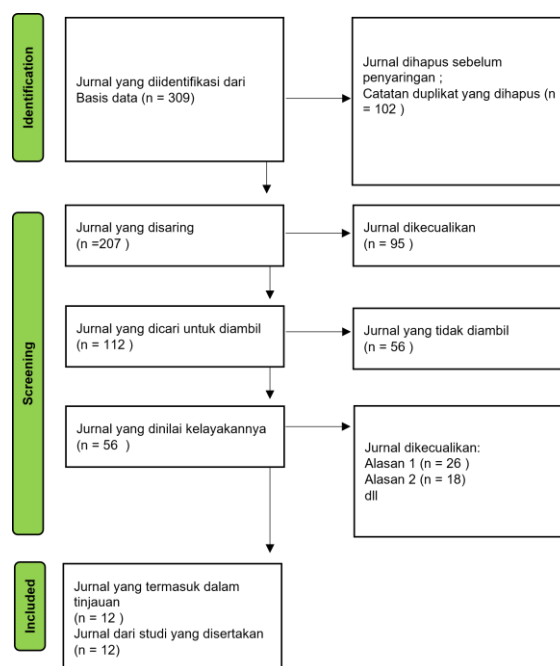 Identification
Jurnal yang diidentifikasi dari
Basis data (n = 309)
Jurnal dihapus sebelum
penyaringan ;
Catatan duplikat yang dihapus (n
= 102 )
Screening
Jurnal yang disaring
(n =207 )
Jurnal dikecualikan
(n = 95 )
Jurnal yang dicari untuk diambil
(n = 112 )
Jurnal yang tidak diambil
(n = 56 )
Jurnal yang dinilai kelayakannya
(n = 56 )
Jurnal dikecualikan:
Alasan 1 (n = 26 )
Alasan 2 (n = 18)
dll
Included
Jurnal yang termasuk dalam
tinjauan
(n = 12 )
Jurnal dari studi yang disertakan
(n = 12)